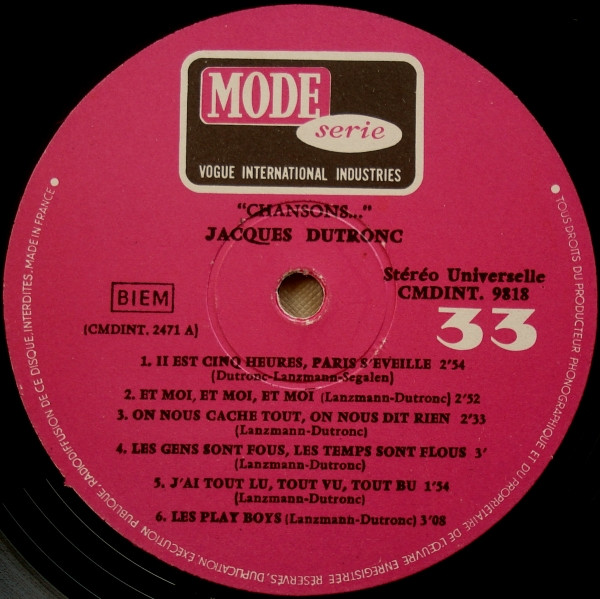 MODE
serie
VOGUE INTERNATIONAL INDUSTRIES
"CHANSONS..."
JACQUES DUTRONC
BIEM
(CMDINT. 2471 A)
Stéréo Universelle
CMDINT. 9818
33
1. II EST CINQ HEURES, PARIS S'EVEILLE 2'54
(Dutronc-Lanzmann-Segalen)
2. ET MOI, ET MOI, ET MOI (Lanzmann-Dutronc) 2'52
3. ON NOUS CACHE TOUT, ON NOUS DIT RIEN 2'33
(Lanzmann-Dutronc)
4. LES GENS SONT FOUS, LES TEMPS SONT FLOUS 3'
(Lanzmann-Dutronc)
5. J'AI TOUT LU, TOUT VU, TOUT BU 1'54
(Lanzmann-Dutronc)
6. LES PLAY BOYS (Lanzmann-Dutronc) 3'08
• TOUS DROITS DU PRODUCTEUR PHONOGRAPHIQUE ET DU PROPRIETAIRE DE L'ŒUVRE ENREGISTREE RESERVES. DUPLICATION, EXECUTION PUBLIQUE, RADIODIFFUSION DE CE DISQUE INTERDITES. MADE IN FRANCE •